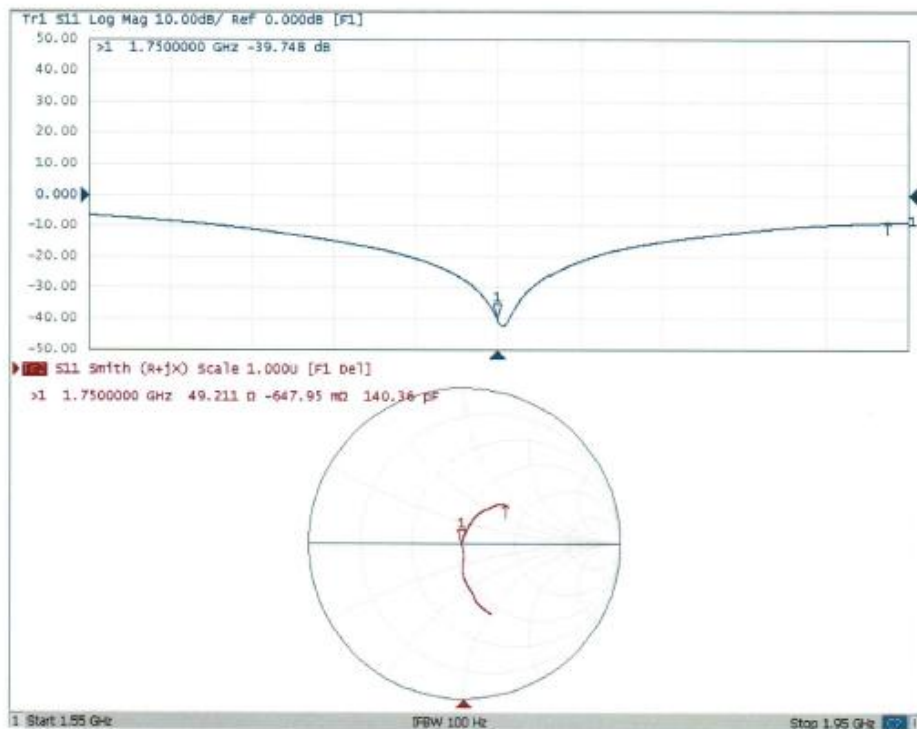 Tr1 S11 Log Mag 10.00dB/ Ref 0.000dB [F1]
50.00
>1 1.7500000 GHz -39.748 dB
40.00
30.00
20.00
10.00
0.000
-10.00
1
-20.00
-30.00
1
-40.00
-50.00
S11 Smith (R+jX) Scale 1.000U [F1 Del]
>1 1.7500000 GHz 49.211 Ω -647.95 mΩ 140.36 pF
1
1 Start 1.55 GHz IFBW 100 Hz Stop 1.95 GHz C2